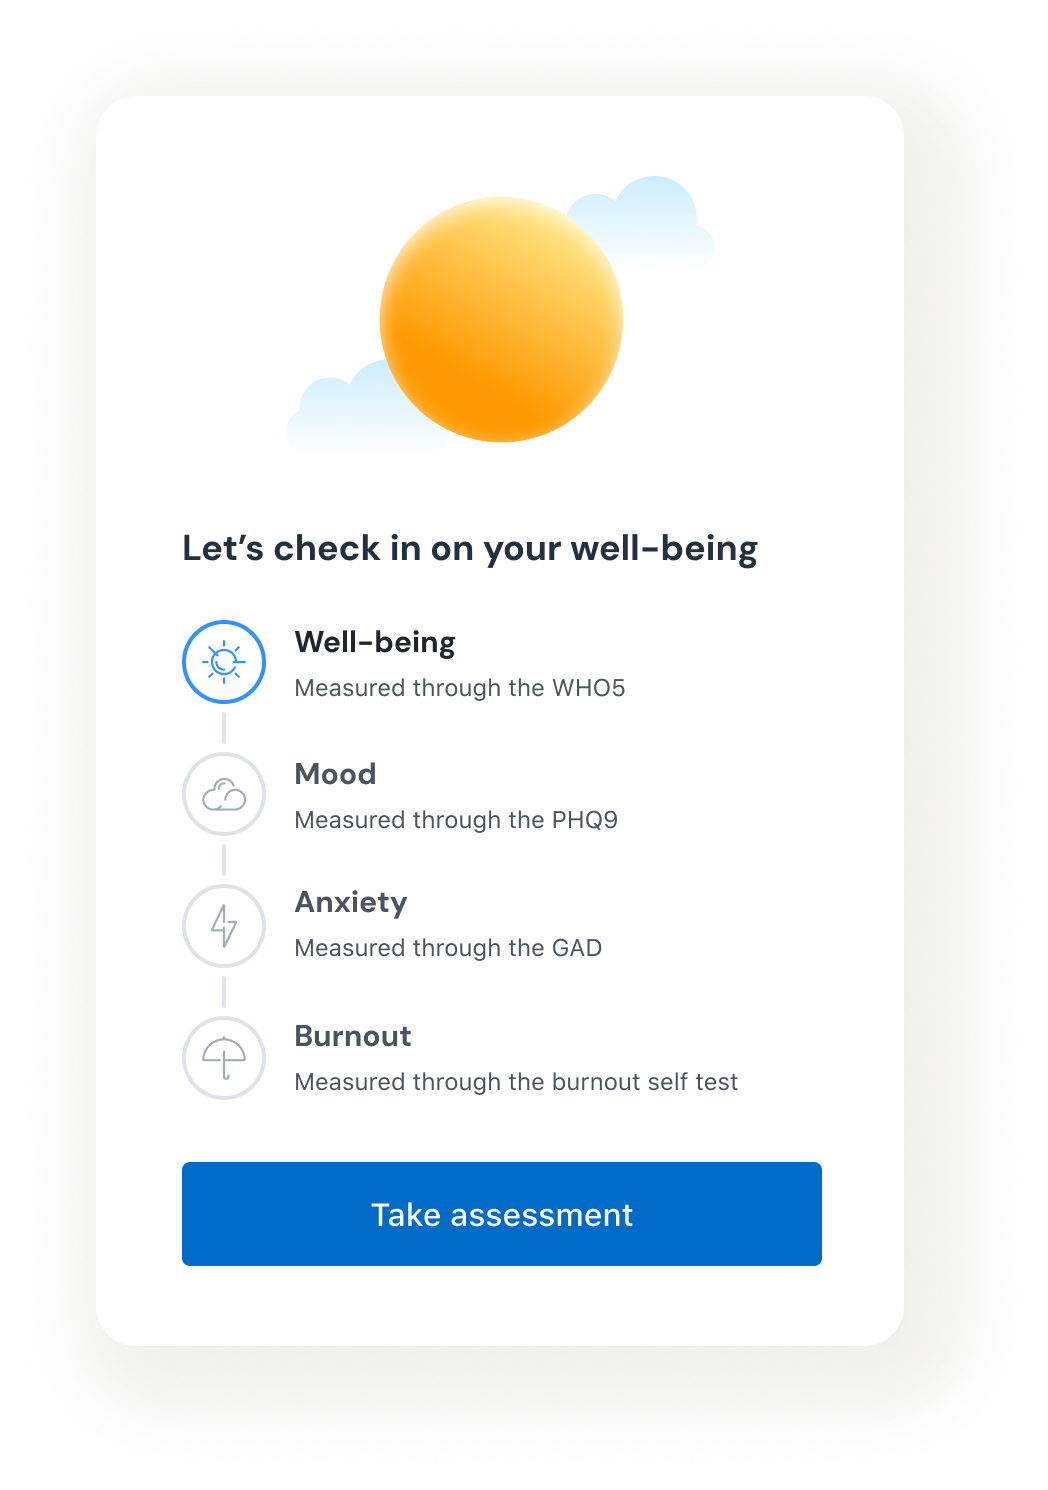 Let’s check in on your well-being
Well-being
Measured through the WHO5
Mood
Measured through the PHQ9
Anxiety
Measured through the GAD
Burnout
Measured through the burnout self test
Take assessment